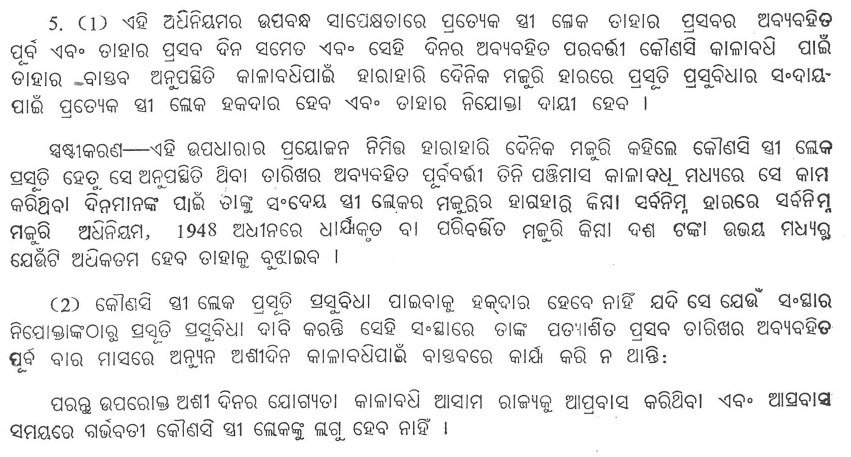 5. (1) ଏହି ଅଧିନିୟମର ଉପବନ୍ଧ ସାପେକ୍ଷତାରେ ପ୍ରତ୍ୟେକ ସ୍ତ୍ରୀ ଲୋକ ତାହାର ପ୍ରସବର ଅବ୍ୟବହିତ
ପୂର୍ବ ଏବଂ ତାହାର ପ୍ରସବ ଦିନ ସମେତ ଏବଂ ସେହି ଦିନର ଅବ୍ୟବହିତ ପରବର୍ତ୍ତୀ କୌଣସି କାଳାବଧି ପାଇଁ
ତାହାର ବାସ୍ତବ ଅନୁପସ୍ଥିତି କାଳାବଧିପାଇଁ ହାରାହାରି ଦୈନିକ ମଜୁରି ହାରରେ ପ୍ରସୂତି ପ୍ରସୁବିଧାର ସଂଦାୟ-
ପାଇଁ ପ୍ରତ୍ୟେକ ସ୍ତ୍ରୀ ଲୋକ ହକଦାର ହେବ ଏବଂ ତାହାର ନିଯୋକ୍ତା ଦାୟୀ ହେବ ।
ସ୍ପଷ୍ଟୀକରଣ—ଏହି ଉପଧାରାର ପ୍ରୟୋଜନ ନିମିତ୍ତ ହାରାହାରି ଦୈନିକ ମଜୁରି କହିଲେ କୌଣସି ସ୍ତ୍ରୀ ଲୋକ
ପ୍ରସୂତି ହେତୁ ସେ ଅନୁପସ୍ଥିତି ଥିବା ତାରିଖର ଅବ୍ୟବହିତ ପୂର୍ବବର୍ତ୍ତୀ ତିନି ପଞ୍ଜିମାସ କାଳାବଧି ମଧ୍ୟରେ ସେ କାମ
କରିଥିବା ଦିନମାନଙ୍କ ପାଇଁ ତାଙ୍କୁ ସଂଦେୟ ସ୍ତ୍ରୀ ଲୋକର ମଜୁରିର ହାରାହାରି କିମ୍ବା ସର୍ବନିମ୍ନ ହାରରେ ସର୍ବନିମ୍ନ
ମଜୁରି ଅଧିନିୟମ, 1948 ଅଧୀନରେ ଧାର୍ଯ୍ୟକୃତ ବା ପରିବର୍ତ୍ତିତ ମଜୁରି କିମ୍ବା ଦଶ ଟଙ୍କା ଉଭୟ ମଧ୍ୟରୁ
ଯେଉଁଟି ଅଧିକତମ ହେବ ତାହାକୁ ବୁଝାଇବ ।
(2) କୌଣସି ସ୍ତ୍ରୀ ଲୋକ ପ୍ରସୂତି ପ୍ରସୁବିଧା ପାଇବାକୁ ହକ୍‌ଦାର ହେବେ ନାହିଁ ଯଦି ସେ ଯେଉଁ ସଂସ୍ଥାର
ନିଯୋକ୍ତାଙ୍କଠାରୁ ପ୍ରସୂତି ପ୍ରସୁବିଧା ଦାବି କରନ୍ତି ସେହି ସଂସ୍ଥାରେ ତାଙ୍କ ପତ୍ୟାଶିତ ପ୍ରସବ ତାରିଖର ଅବ୍ୟବହିତ
ପୂର୍ବ ବାର ମାସରେ ଅନ୍ୟୂନ ଅଶୀଦିନ କାଳାବଧିପାଇଁ ବାସ୍ତବରେ କାର୍ଯ୍ୟ କରି ନ ଥାନ୍ତି:
ପରନ୍ତୁ ଉପରୋକ୍ତ ଅଶୀ ଦିନର ଯୋଗ୍ୟତା କାଳାବଧି ଆସାମ ରାଜ୍ୟକୁ ଆପ୍ରବାସ କରିଥିବା ଏବଂ ଆପ୍ରବାସ
ସମୟରେ ଗର୍ଭବତୀ କୌଣସି ସ୍ତ୍ରୀ ଲୋକଙ୍କୁ ଲାଗୁ ହେବ ନାହିଁ ।